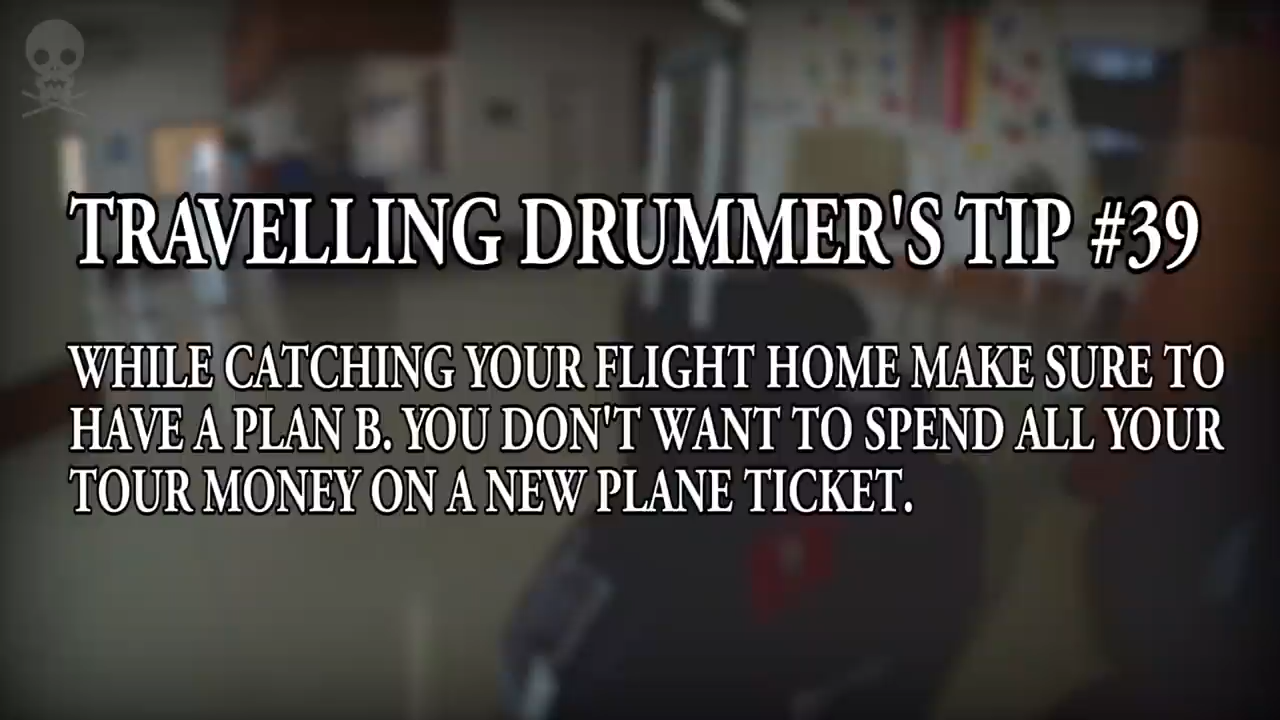 TRAVELLING DRUMMER'S TIP #39
WHILE CATCHING YOUR FLIGHT HOME MAKE SURE TO
HAVE A PLAN B. YOU DON'T WANT TO SPEND ALL YOUR
TOUR MONEY ON A NEW PLANE TICKET.